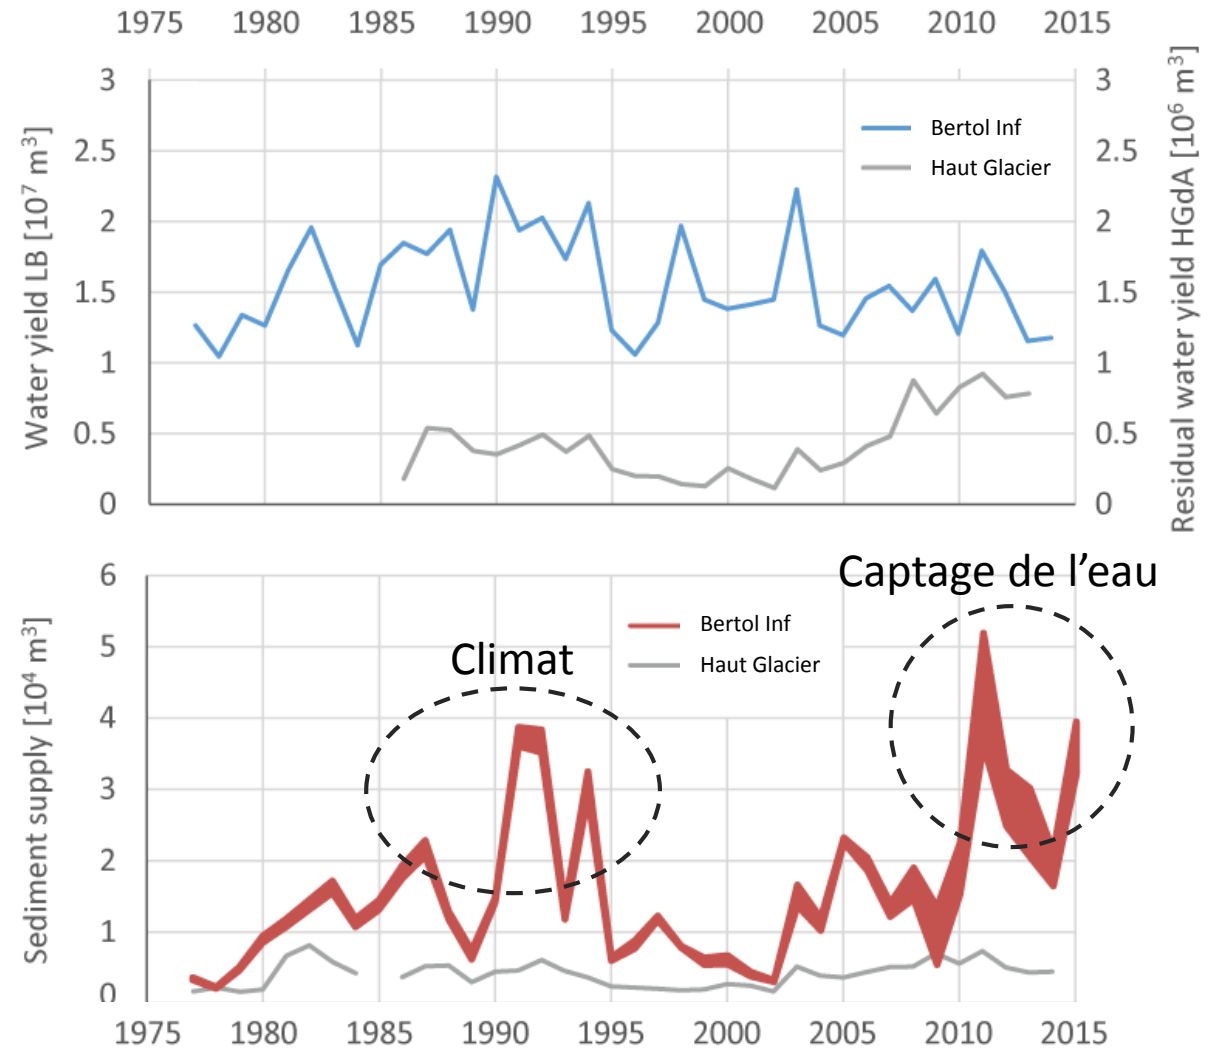 1975 1980 1985 1990 1995 2000 2005 2010 2015
Water yield LB [10⁷ m³]
3
2.5
2
1.5
1
0.5
0
Bertol Inf
Haut Glacier
3
2.5
2
1.5
1
0.5
0
Residual water yield HGdA [10⁶ m³]
Captage de l'eau
Climat
Sediment supply [10⁴ m³]
6
5
4
3
2
1
0
Bertol Inf
Haut Glacier
1975 1980 1985 1990 1995 2000 2005 2010 2015